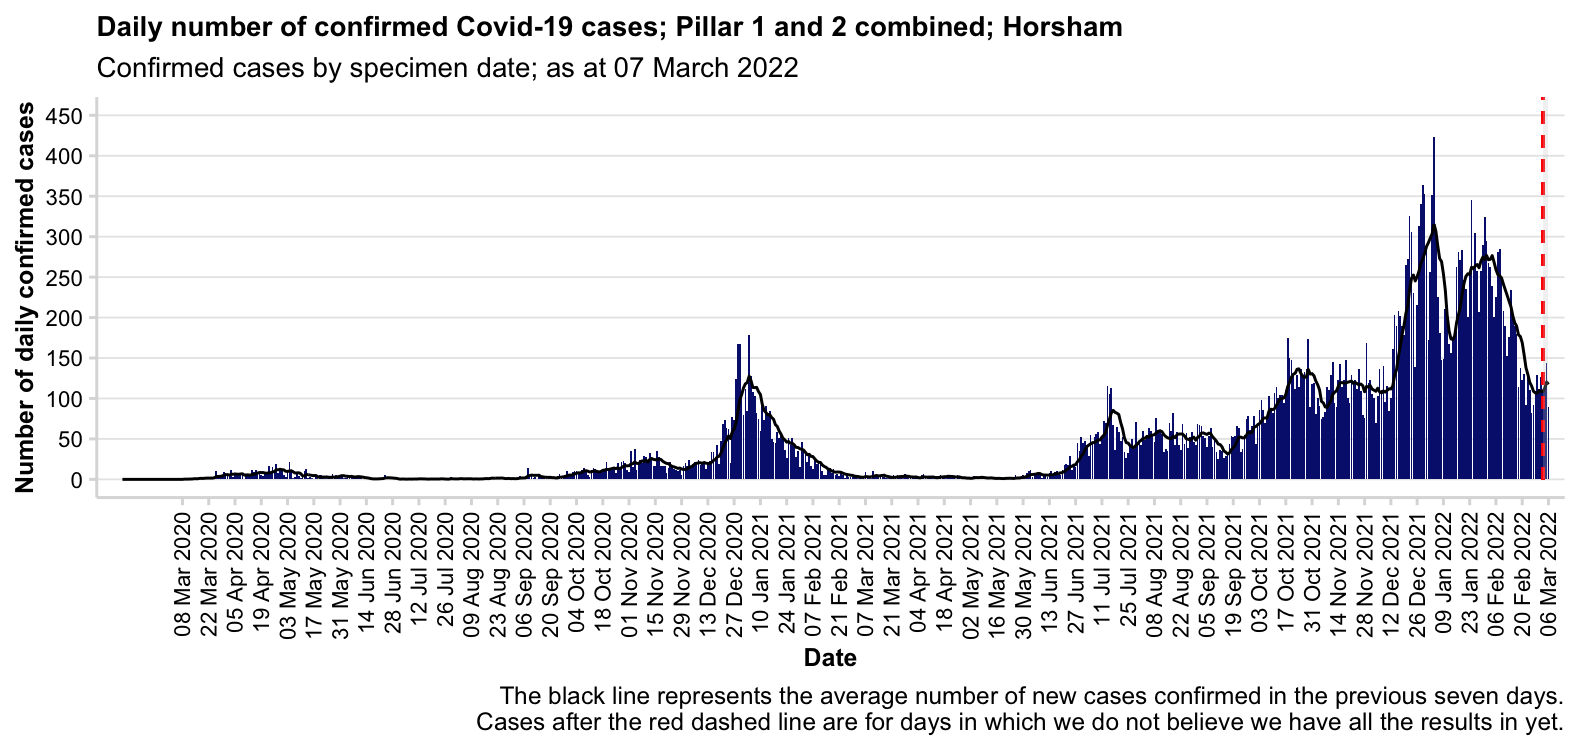 Daily number of confirmed Covid-19 cases; Pillar 1 and 2 combined; Horsham
Confirmed cases by specimen date; as at 07 March 2022
Number of daily confirmed cases
450
400
350
300
250
200
150
100
50
0
08 Mar 2020
22 Mar 2020
05 Apr 2020
19 Apr 2020
03 May 2020
17 May 2020
31 May 2020
14 Jun 2020
28 Jun 2020
12 Jul 2020
26 Jul 2020
09 Aug 2020
23 Aug 2020
06 Sep 2020
20 Sep 2020
04 Oct 2020
18 Oct 2020
01 Nov 2020
15 Nov 2020
29 Nov 2020
13 Dec 2020
27 Dec 2020
10 Jan 2021
24 Jan 2021
07 Feb 2021
21 Feb 2021
07 Mar 2021
21 Mar 2021
04 Apr 2021
18 Apr 2021
02 May 2021
16 May 2021
30 May 2021
13 Jun 2021
27 Jun 2021
11 Jul 2021
25 Jul 2021
08 Aug 2021
22 Aug 2021
05 Sep 2021
19 Sep 2021
03 Oct 2021
17 Oct 2021
31 Oct 2021
14 Nov 2021
28 Nov 2021
12 Dec 2021
26 Dec 2021
09 Jan 2022
23 Jan 2022
06 Feb 2022
20 Feb 2022
06 Mar 2022
Date
The black line represents the average number of new cases confirmed in the previous seven days.
Cases after the red dashed line are for days in which we do not believe we have all the results in yet.